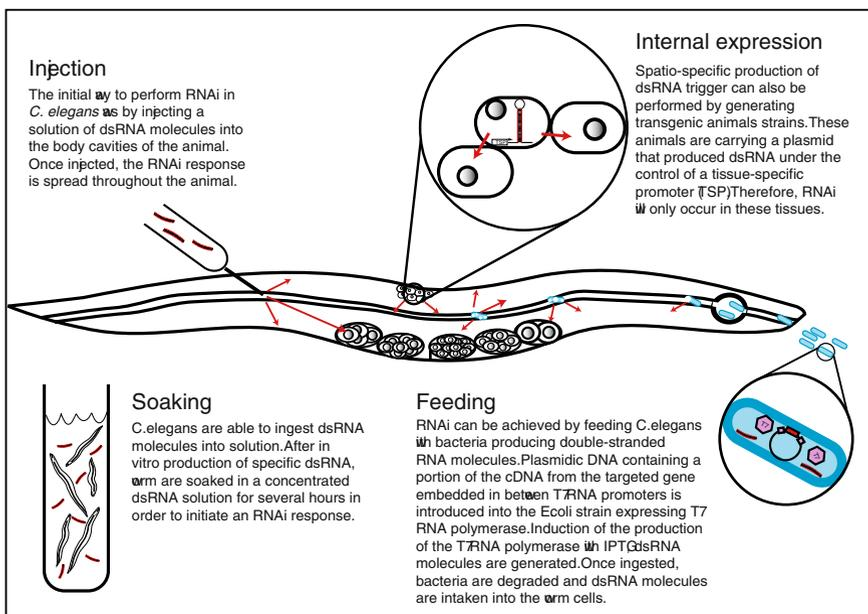 Injection
The initial way to perform RNAi in
C. elegans was by injecting a
solution of dsRNA molecules into
the body cavities of the animal.
Once injected, the RNAi response
is spread throughout the animal.
Internal expression
Spatio-specific production of
dsRNA trigger can also be
performed by generating
transgenic animals strains.These
animals are carrying a plasmid
that produced dsRNA under the
control of a tissue-specific
promoter (TSP)Therefore, RNAi
will only occur in these tissues.
TSP
Soaking
C.elegans are able to ingest dsRNA
molecules into solution.After in
vitro production of specific dsRNA,
worm are soaked in a concentrated
dsRNA solution for several hours in
order to initiate an RNAi response.
Feeding
RNAi can be achieved by feeding C.elegans
with bacteria producing double-stranded
RNA molecules.Plasmidic DNA containing a
portion of the cDNA from the targeted gene
embedded in between T7RNA promoters is
introduced into the Ecoli strain expressing T7
RNA polymerase.Induction of the production
of the T7RNA polymerase with IPTG,dsRNA
molecules are generated.Once ingested,
bacteria are degraded and dsRNA molecules
are intaken into the worm cells.
T7
T7